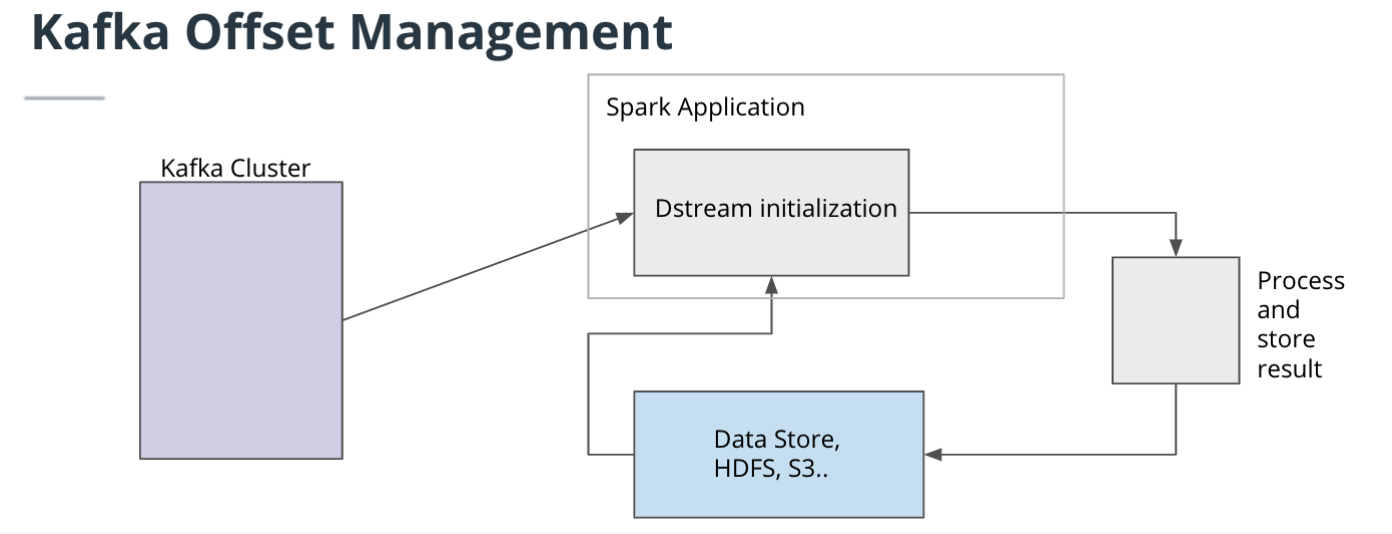 Kafka Offset Management
Spark Application
Kafka Cluster
Dstream initialization
Process
and
store
result
Data Store,
HDFS, S3..